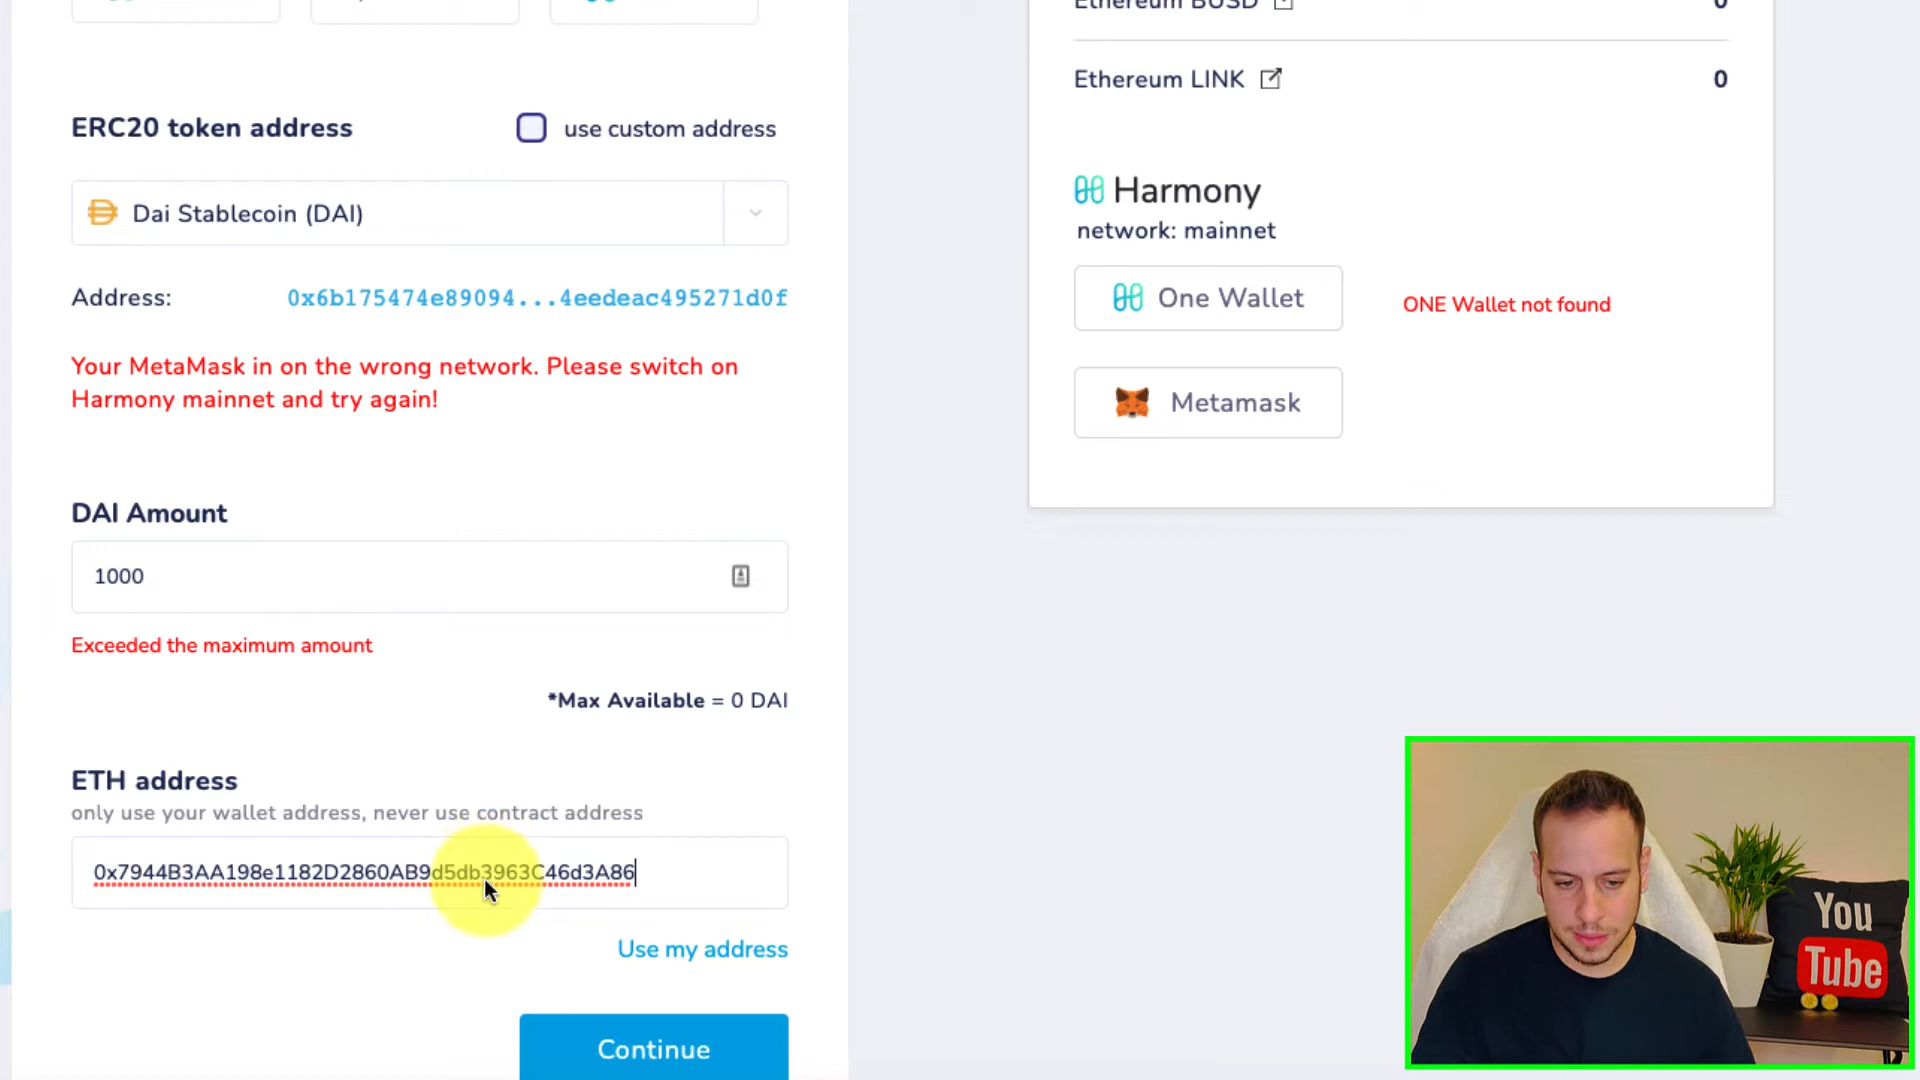 Ethereum BUSD
0
Ethereum LINK
0
ERC20 token address
use custom address
Dai Stablecoin (DAI)
Address:
0x6b175474e89094...4eedeac495271d0f
Your MetaMask in on the wrong network. Please switch on
Harmony mainnet and try again!
DAI Amount
1000
Exceeded the maximum amount
*Max Available = 0 DAI
ETH address
only use your wallet address, never use contract address
0x7944B3AA198e1182D2860AB9d5db3963C46d3A86
Use my address
Continue
Harmony
network: mainnet
One Wallet
ONE Wallet not found
Metamask
You
Tube